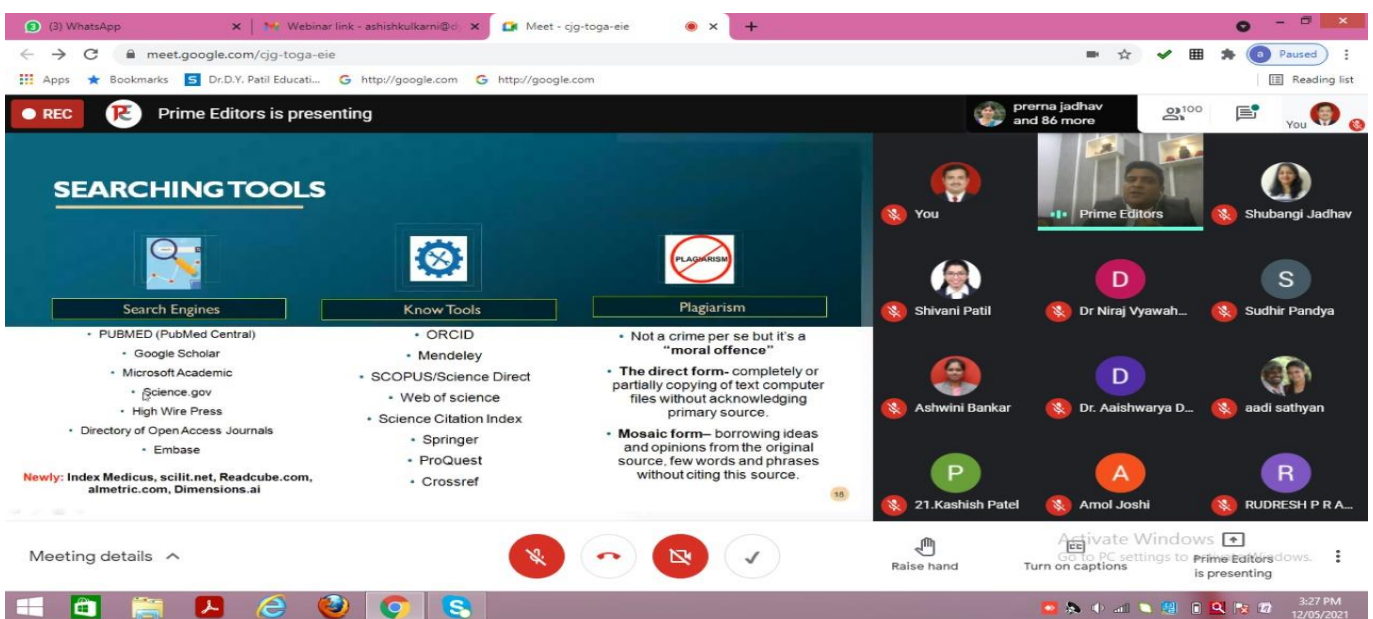 (3) WhatsApp
Webinar link - ashishkulkarni@d
Meet - cjg-toga-eie
meet.google.com/cjg-toga-eie
a Paused
Apps Bookmarks S Dr.D.Y. Patil Educati... G http://google.com G http://google.com Reading list
REC Prime Editors is presenting
prerna jadhav
and 86 more
100
You
SEARCHING TOOLS
Search Engines
• PUBMED (PubMed Central)
• Google Scholar
• Microsoft Academic
• Science.gov
• High Wire Press
• Directory of Open Access Journals
• Embase
Newly: Index Medicus, scilit.net, Readcube.com,
almetric.com, Dimensions.ai
Know Tools
• ORCID
• Mendeley
• SCOPUS/Science Direct
• Web of science
• Science Citation Index
• Springer
• ProQuest
• Crossref
PLAGIARISM
Plagiarism
• Not a crime per se but it's a
“moral offence”
• The direct form- completely or
partially copying of text computer
files without acknowledging
primary source.
• Mosaic form– borrowing ideas
and opinions from the original
source, few words and phrases
without citing this source.
18
You
Prime Editors
Shubangi Jadhav
Shivani Patil
D
Dr Niraj Vyawah...
S
Sudhir Pandya
Ashwini Bankar
D
Dr. Aaishwarya D...
aadi sathyan
P
21.Kashish Patel
A
Amol Joshi
R
RUDRESH P R A...
Meeting details
Raise hand
CC
Turn on captions
Activate Windows
Go to PC settings to activate Windows.
Prime Editors
is presenting
3:27 PM
12/05/2021